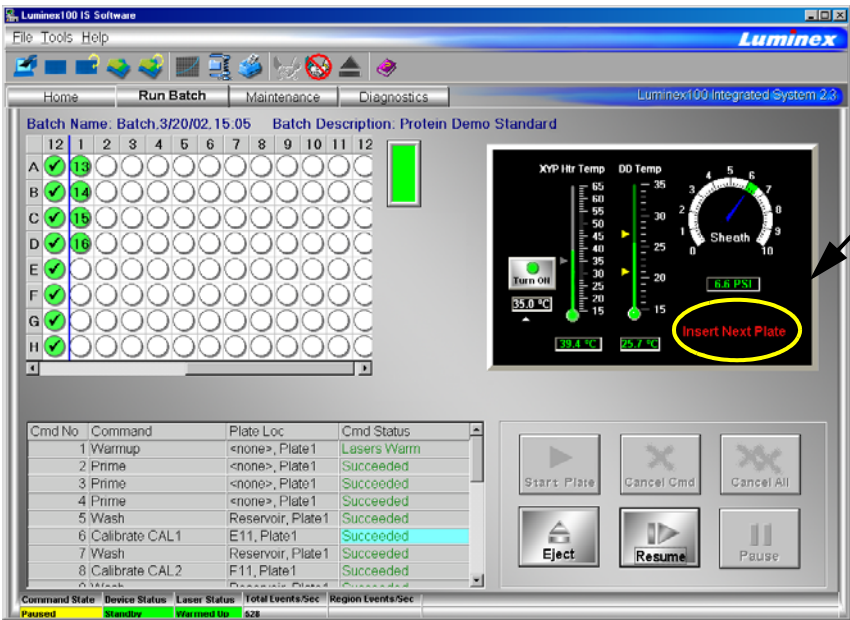 Luminex100 IS Software
File Tools Help
Luminex
Home Run Batch Maintenance Diagnostics Luminex100 Integrated System 2.3
Batch Name: Batch,3/20/02,15:05 Batch Description: Protein Demo Standard
12 1 2 3 4 5 6 7 8 9 10 11 12
A 13
B 14
C 15
D 16
E
F
G
H
XYP Htr Temp DD Temp
65
60
55
50
45
40
35
30
25
20
15
35
30
25
20
15
0 1 2 3 4 5 6 7 8 9 10
Sheath
Turn Off
35.0 °C
6.6 PSI
Insert Next Plate
39.4 °C 25.7 °C
Cmd No Command Plate Loc Cmd Status
1 Warmup <none>, Plate1 Lasers Warm
2 Prime <none>, Plate1 Succeeded
3 Prime <none>, Plate1 Succeeded
4 Prime <none>, Plate1 Succeeded
5 Wash Reservoir, Plate1 Succeeded
6 Calibrate CAL1 E11, Plate1 Succeeded
7 Wash Reservoir, Plate1 Succeeded
8 Calibrate CAL2 F11, Plate1 Succeeded
9 Wash Reservoir, Plate1 Succeeded
Start Plate Cancel Cmd Cancel All
Eject Resume Pause
Command State Device Status Laser Status Total Events/Sec Region Events/Sec
Paused Standby Warmed Up 528